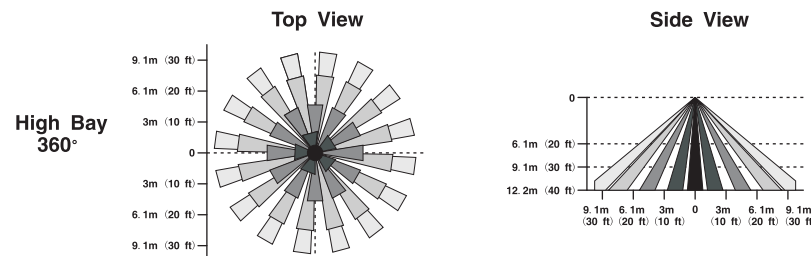 Top View
Side View
High Bay
360°
9.1m (30 ft)
6.1m (20 ft)
3m (10 ft)
0
3m (10 ft)
6.1m (20 ft)
9.1m (30 ft)
0
6.1m (20 ft)
9.1m (30 ft)
12.2m (40 ft)
9.1m 6.1m 3m 0 3m 6.1m 9.1m
(30 ft) (20 ft) (10 ft) (10 ft) (20 ft) (30 ft